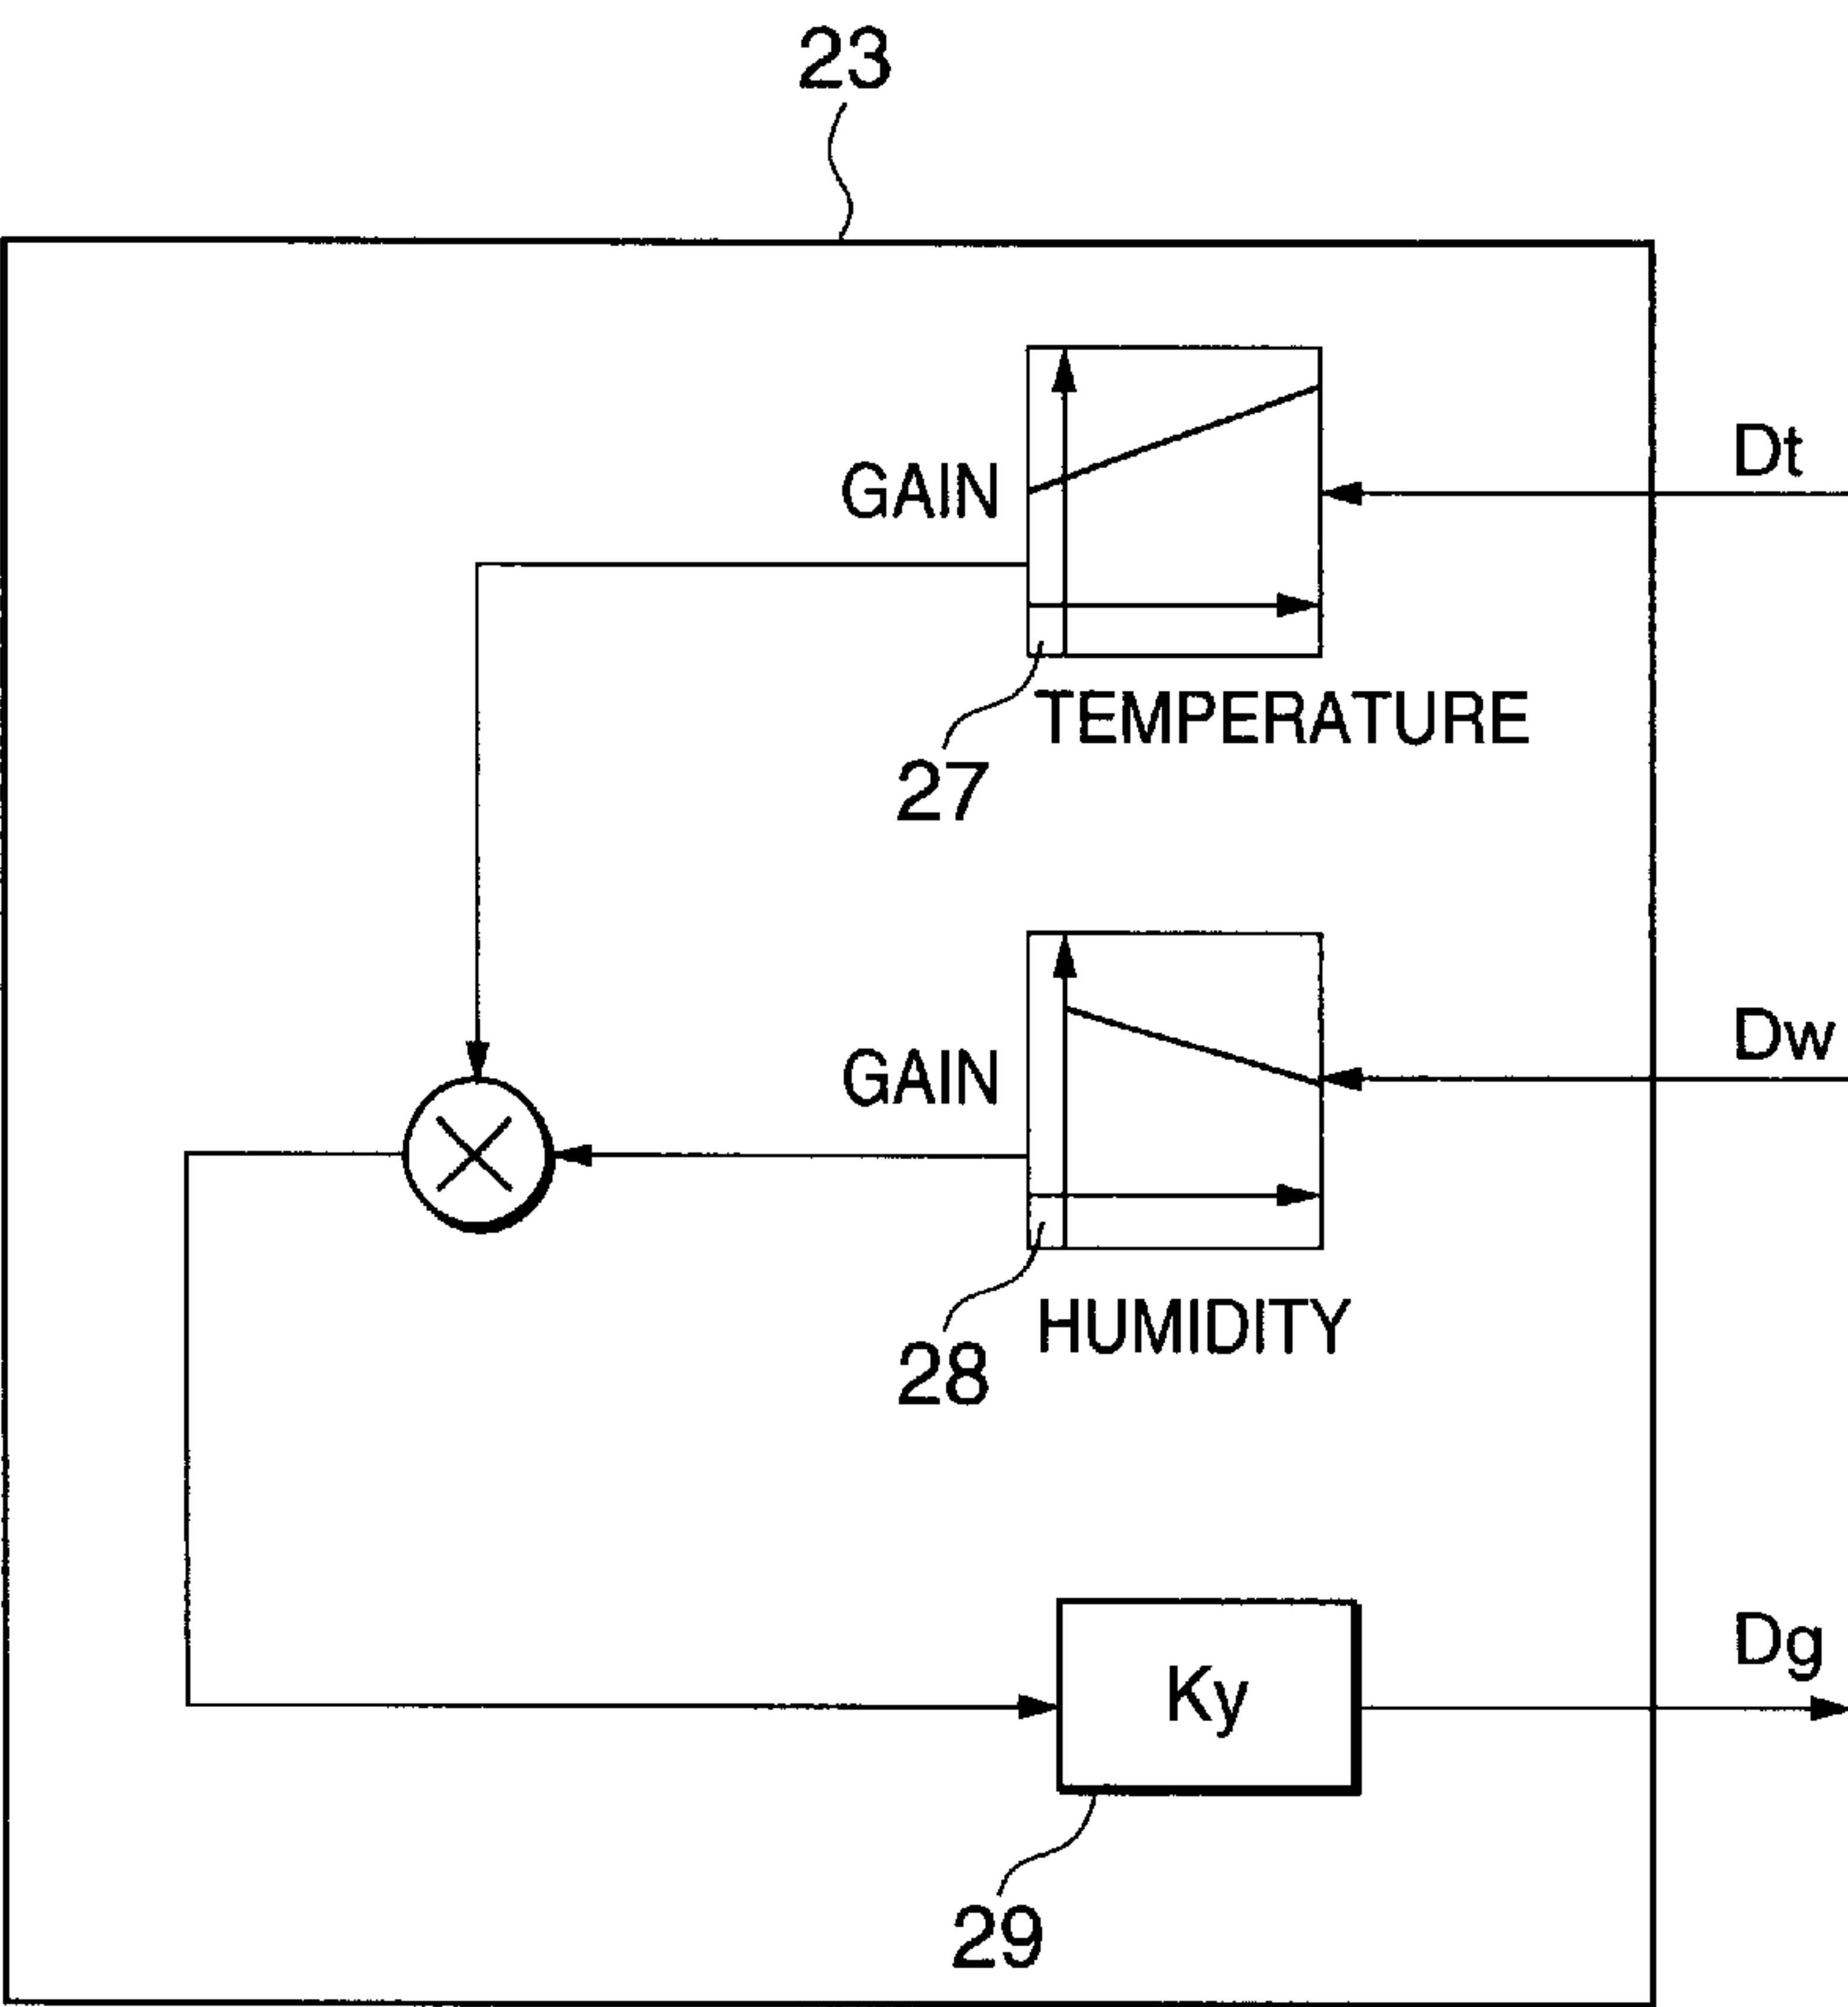 23
GAIN
Dt
TEMPERATURE
27
GAIN
Dw
HUMIDITY
28
Ky
Dg
29